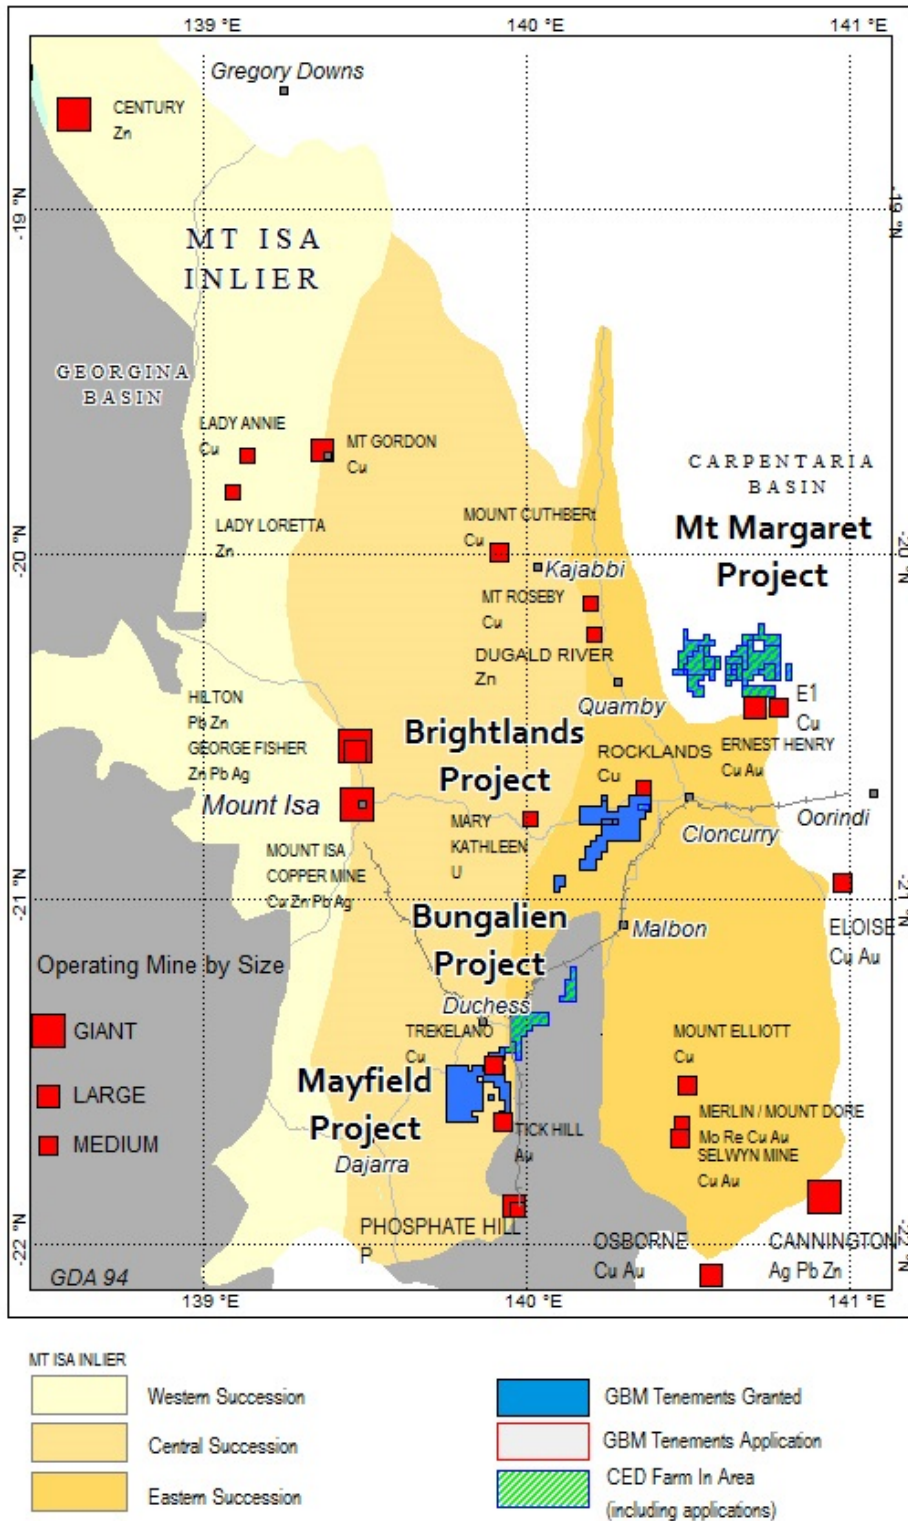 139 °E 140 °E 141 °E
Gregory Downs
CENTURY
Zn
-19 °N
-19 °N
MT ISA
INLIER
GEORGINA
BASIN
LADY ANNIE
Cu
MT GORDON
Cu
CARPENTARIA
BASIN
LADY LORETTA
Zn
MOUNT CUTHBERt
Cu
Mt Margaret
Project
-20 °N
-20 °N
Kajabbi
MT ROSEBY
Cu
DUGALD RIVER
Zn
Quamby
E1
Cu
HILTON
Pb Zn
GEORGE FISHER
Zn Pb Ag
Brightlands
Project
ROCKLANDS
Cu
ERNEST HENRY
Cu Au
Mount Isa
MARY
KATHLEEN
U
Cloncurry
Oorindi
MOUNT ISA
COPPER MINE
Cu Zn Pb Ag
-21 °N
-21 °N
Bungalien
Project
Malbon
ELOISE
Cu Au
Operating Mine by Size
GIANT
LARGE
MEDIUM
Duchess
TREKELANO
Cu
MOUNT ELLIOTT
Cu
Mayfield
Project
Dajarra
TICK HILL
Au
MERLIN / MOUNT DORE
Mo Re Cu Au
SELWYN MINE
Cu Au
PHOSPHATE HILL
P
OSBORNE
Cu Au
CANNINGTON
Ag Pb Zn
-22 °N
-22 °N
GDA 94
139 °E 140 °E 141 °E
MT ISA INLIER
Western Succession
Central Succession
Eastern Succession
GBM Tenements Granted
GBM Tenements Application
CED Farm In Area
(including applications)